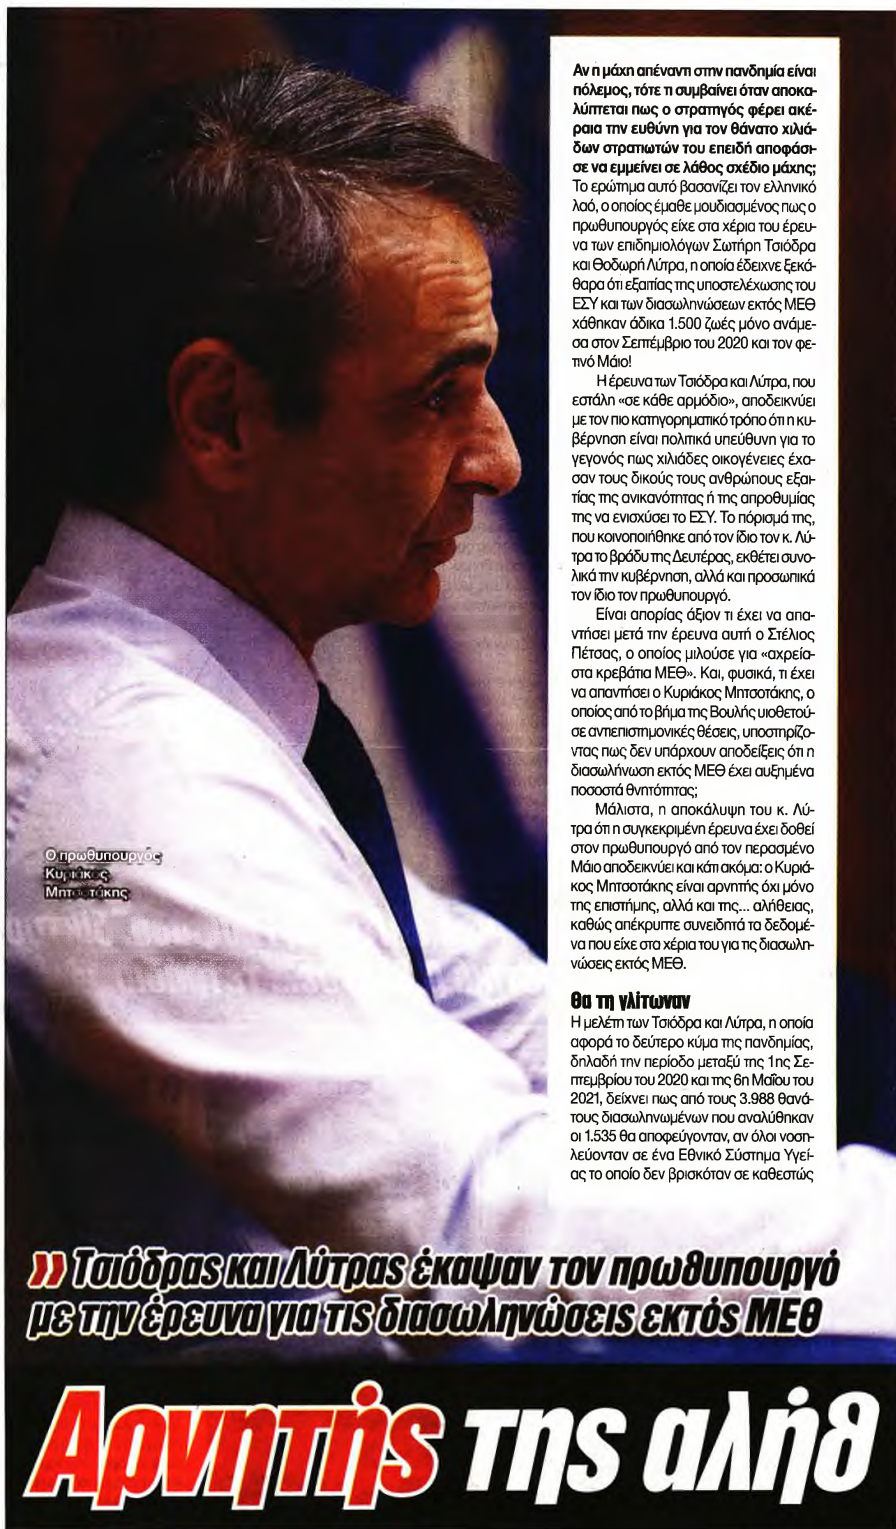 Αν η μάχη απέναντι στην πανδημία είναι
πόλεμος, τότε τι συμβαίνει όταν αποκα-
λύπτεται πως ο στρατηγός φέρει ακέ-
ραια την ευθύνη για τον θάνατο χιλιά-
δων στρατιωτών του επειδή αποφάσι-
σε να εμμείνει σε λάθος σχέδιο μάχης;
Το ερώτημα αυτό βασανίζει τον ελληνικό
λαό, ο οποίος έμαθε μουδιασμένος πως ο
πρωθυπουργός είχε στα χέρια του έρευ-
να των επιδημιολόγων Σωτήρη Τσιόδρα
και Θοδωρή Λύτρα, η οποία έδειχνε ξεκά-
θαρα ότι εξαιτίας της υποστελέχωσης του
ΕΣΥ και των διασωληνώσεων εκτός ΜΕΘ
χάθηκαν άδικα 1.500 ζωές μόνο ανάμε-
σα στον Σεπτέμβριο του 2020 και τον φε-
τινό Μάιο!
Η έρευνα των Τσιόδρα και Λύτρα, που
εστάλη «σε κάθε αρμόδιο», αποδεικνύει
με τον πιο κατηγορηματικό τρόπο ότι η κυ-
βέρνηση είναι πολιτικά υπεύθυνη για το
γεγονός πως χιλιάδες οικογένειες έχα-
σαν τους δικούς τους ανθρώπους εξαι-
τίας της ανικανότητας ή της απροθυμίας
της να ενισχύσει το ΕΣΥ. Το πόρισμά της,
που κοινοποιήθηκε από τον ίδιο τον κ. Λύ-
τρα το βράδυ της Δευτέρας, εκθέτει συνο-
λικά την κυβέρνηση, αλλά και προσωπικά
τον ίδιο τον πρωθυπουργό.
Είναι απορίας άξιον τι έχει να απα-
ντήσει μετά την έρευνα αυτή ο Στέλιος
Πέτσας, ο οποίος μιλούσε για «αχρεία-
στα κρεβάτια ΜΕΘ». Και, φυσικά, τι έχει
να απαντήσει ο Κυριάκος Μητσοτάκης, ο
οποίος από το βήμα της Βουλής υιοθετού-
σε αντιεπιστημονικές θέσεις, υποστηρίζο-
ντας πως δεν υπάρχουν αποδείξεις ότι η
διασωλήνωση εκτός ΜΕΘ έχει αυξημένα
ποσοστά θνητότητας;
Μάλιστα, η αποκάλυψη του κ. Λύ-
τρα ότι η συγκεκριμένη έρευνα έχει δοθεί
στον πρωθυπουργό από τον περασμένο
Μάιο αποδεικνύει και κάτι ακόμα: ο Κυριά-
κος Μητσοτάκης είναι αρνητής όχι μόνο
της επιστήμης, αλλά και της... αλήθειας,
καθώς απέκρυπτε συνειδητά τα δεδομέ-
να που είχε στα χέρια του για τις διασωλη-
νώσεις εκτός ΜΕΘ.
Θα τη γλίτωναν
Η μελέτη των Τσιόδρα και Λύτρα, η οποία
αφορά το δεύτερο κύμα της πανδημίας,
δηλαδή την περίοδο μεταξύ της 1ης Σε-
πτεμβρίου του 2020 και της 6η Μαΐου του
2021, δείχνει πως από τους 3.988 θανά-
τους διασωληνωμένων που αναλύθηκαν
οι 1.535 θα αποφεύγονταν, αν όλοι νοση-
λεύονταν σε ένα Εθνικό Σύστημα Υγεί-
ας το οποίο δεν βρισκόταν σε καθεστώς
Ο πρωθυπουργός
Κυριάκος
Μητσοτάκης
» Τσιόδρας και Λύτρας έκαψαν τον πρωθυπουργό
με την έρευνα για τις διασωληνώσεις εκτός ΜΕΘ
Αρνητής της αλήθ